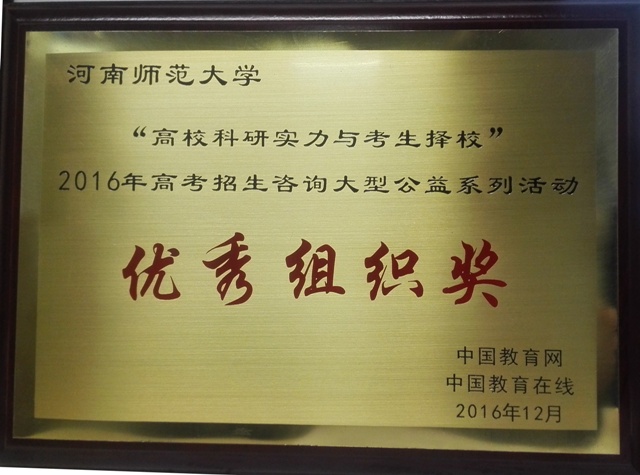 河南师范大学
“高校科研实力与考生择校”
2016年高考招生咨询大型公益系列活动
优秀组织奖
中国教育网
中国教育在线
2016年12月